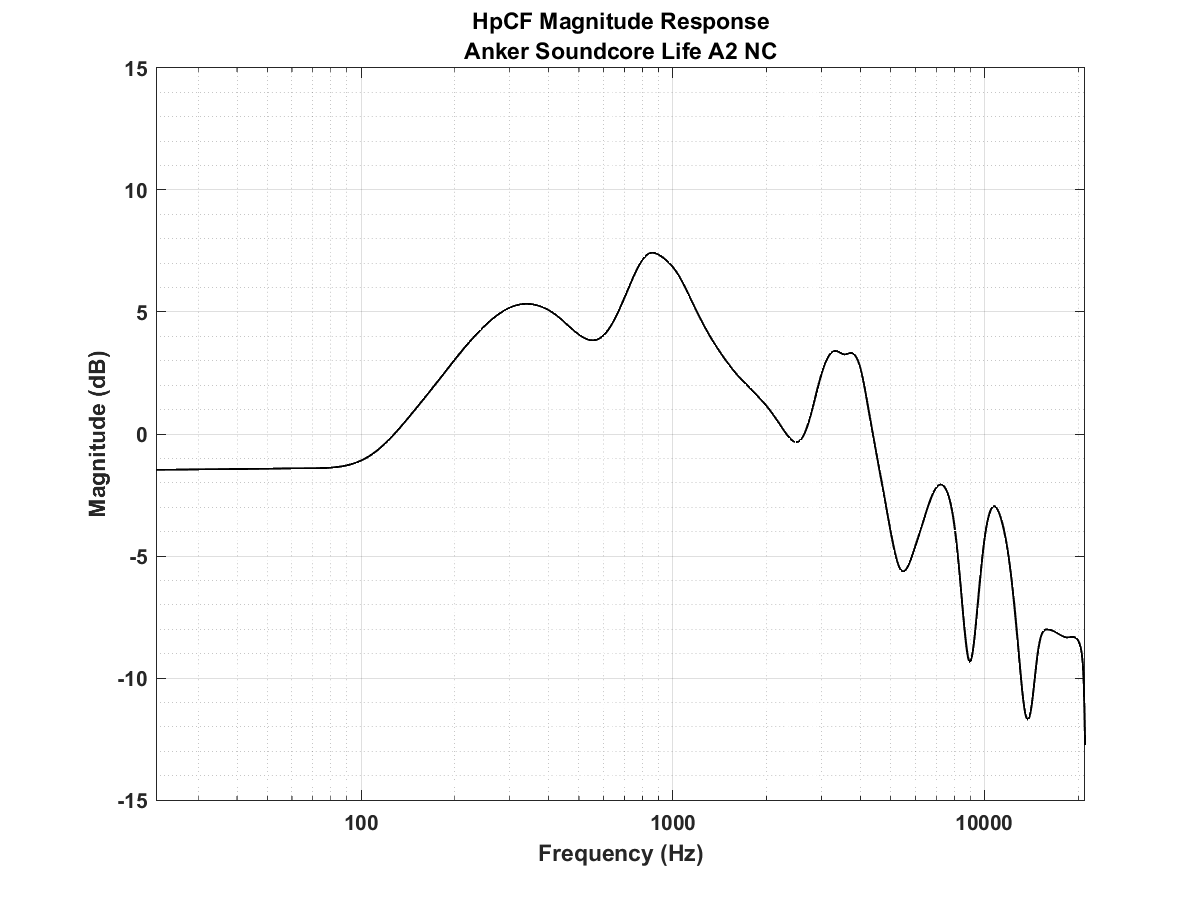 HpCF Magnitude Response
Anker Soundcore Life A2 NC
15
10
5
0
-5
-10
-15
Magnitude (dB)
100
1000
10000
Frequency (Hz)